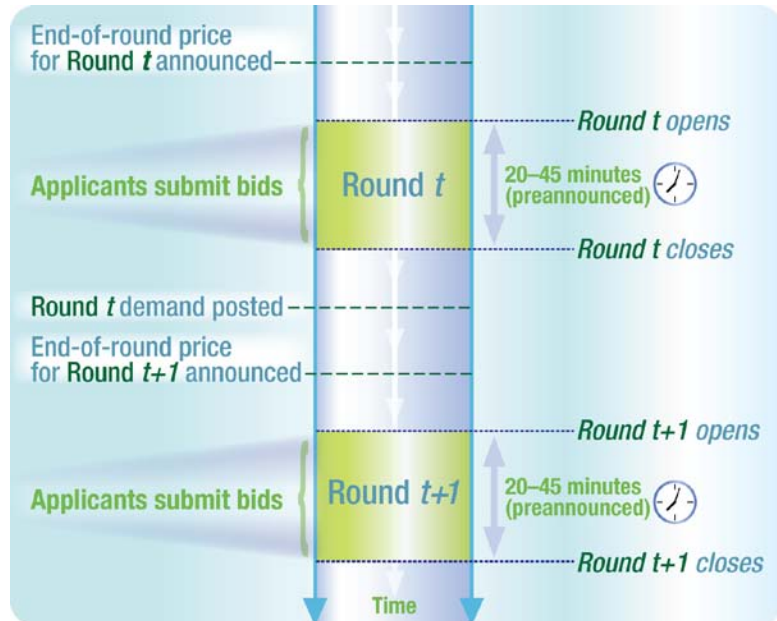 End-of-round price
for Round t announced
Round t opens
Applicants submit bids
Round t
20–45 minutes
(preannounced)
Round t closes
Round t demand posted
End-of-round price
for Round t+1 announced
Round t+1 opens
Applicants submit bids
Round t+1
20–45 minutes
(preannounced)
Round t+1 closes
Time